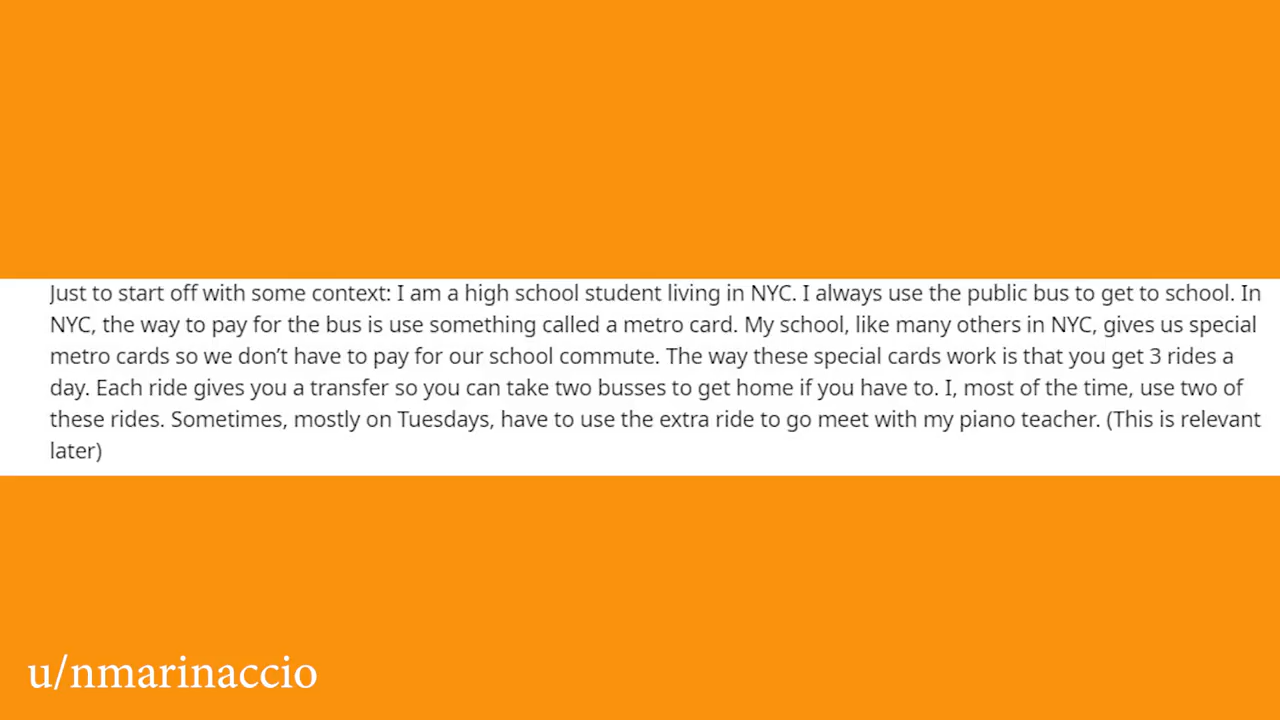 Just to start off with some context: I am a high school student living in NYC. I always use the public bus to get to school. In
NYC, the way to pay for the bus is use something called a metro card. My school, like many others in NYC, gives us special
metro cards so we don’t have to pay for our school commute. The way these special cards work is that you get 3 rides a
day. Each ride gives you a transfer so you can take two busses to get home if you have to. I, most of the time, use two of
these rides. Sometimes, mostly on Tuesdays, have to use the extra ride to go meet with my piano teacher. (This is relevant
later)
u/nmarinaccio